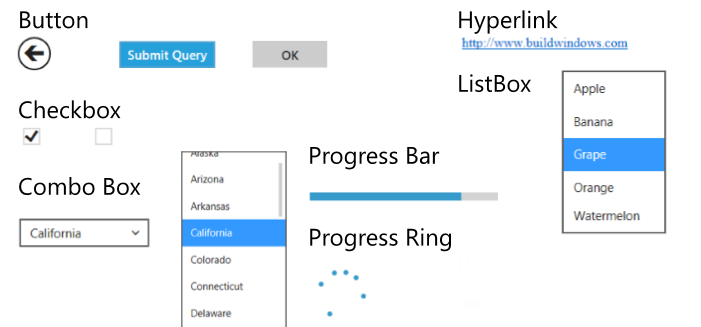 Button
Submit Query
OK
Hyperlink
http://www.buildwindows.com
ListBox
Apple
Banana
Grape
Orange
Watermelon
Checkbox
Combo Box
California
Alaska
Arizona
Arkansas
California
Colorado
Connecticut
Delaware
Progress Bar
Progress Ring